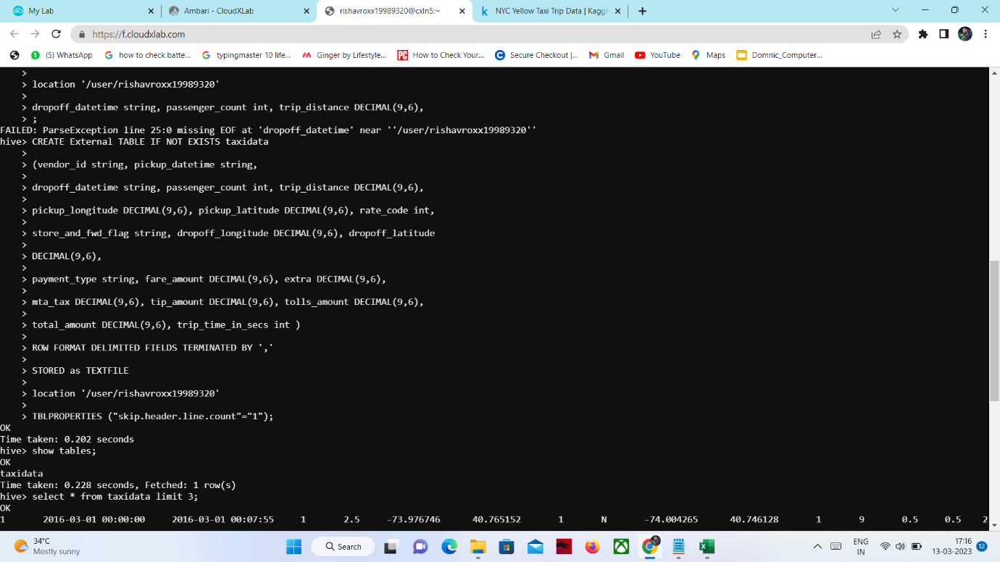 My Lab
Ambari - CloudXLab
rishavroxx19989320@cxln5:~
NYC Yellow Taxi Trip Data | Kaggl
https://f.cloudxlab.com
(5) WhatsApp
how to check batte...
typingmaster 10 life...
Ginger by Lifestyle...
How to Check Your...
Secure Checkout |...
Gmail
YouTube
Maps
Domnic_Computer...
>
> location '/user/rishavroxx19989320'
>
> dropoff_datetime string, passenger_count int, trip_distance DECIMAL(9,6),
> ;
FAILED: ParseException line 25:0 missing EOF at 'dropoff_datetime' near ''/user/rishavroxx19989320''
hive> CREATE External TABLE IF NOT EXISTS taxidata
>
> (vendor_id string, pickup_datetime string,
>
> dropoff_datetime string, passenger_count int, trip_distance DECIMAL(9,6),
>
> pickup_longitude DECIMAL(9,6), pickup_latitude DECIMAL(9,6), rate_code int,
>
> store_and_fwd_flag string, dropoff_longitude DECIMAL(9,6), dropoff_latitude
>
> DECIMAL(9,6),
>
> payment_type string, fare_amount DECIMAL(9,6), extra DECIMAL(9,6),
>
> mta_tax DECIMAL(9,6), tip_amount DECIMAL(9,6), tolls_amount DECIMAL(9,6),
>
> total_amount DECIMAL(9,6), trip_time_in_secs int )
>
> ROW FORMAT DELIMITED FIELDS TERMINATED BY ','
>
> STORED as TEXTFILE
>
> location '/user/rishavroxx19989320'
>
> TBLPROPERTIES ("skip.header.line.count"="1");
OK
Time taken: 0.202 seconds
hive> show tables;
OK
taxidata
Time taken: 0.228 seconds, Fetched: 1 row(s)
hive> select * from taxidata limit 3;
OK
1 2016-03-01 00:00:00 2016-03-01 00:07:55 1 2.5 -73.976746 40.765152 1 N -74.004265 40.746128 1 9 0.5 0.5 2
34°C
Mostly sunny
Search
ENG
IN
17:16
13-03-2023
12